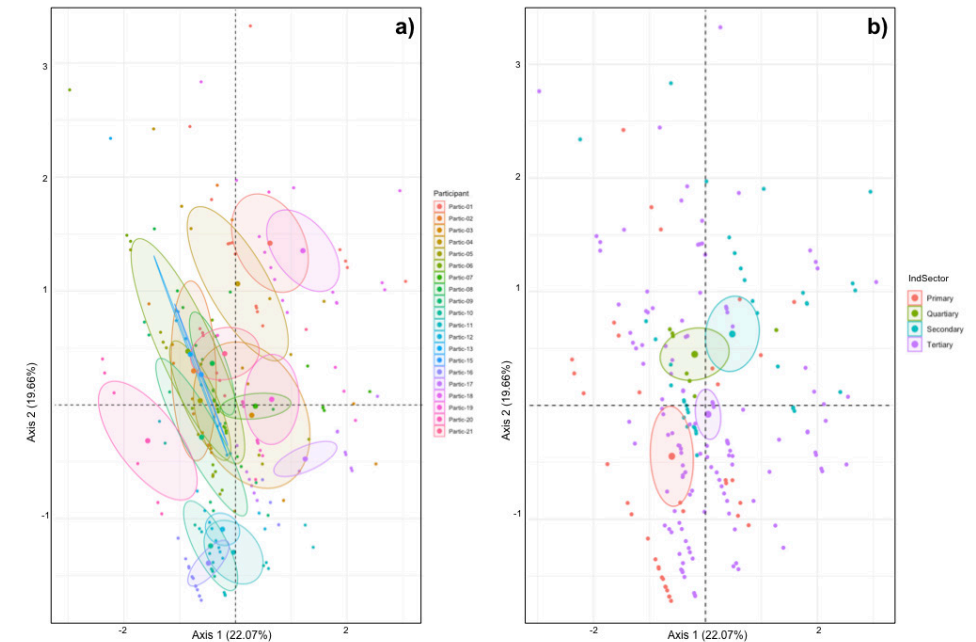 a)
3
2
1
-1
-2
2
Axis 2 (19.66%)
Axis 1 (22.07%)
Participant
Partic-01
Partic-02
Partic-03
Partic-04
Partic-05
Partic-06
Partic-07
Partic-08
Partic-09
Partic-10
Partic-11
Partic-12
Partic-13
Partic-15
Partic-16
Partic-17
Partic-18
Partic-19
Partic-20
Partic-21
b)
3
2
1
-1
-2
2
Axis 2 (19.66%)
Axis 1 (22.07%)
IndSector
Primary
Quartiary
Secondary
Tertiary